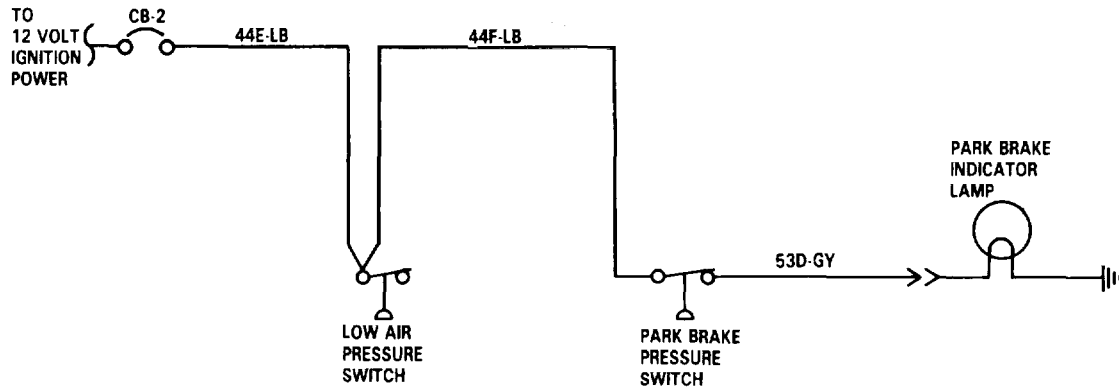 TO
12 VOLT
IGNITION
POWER
CB-2
44E-LB
44F-LB
PARK BRAKE
INDICATOR
LAMP
53D-GY
LOW AIR
PRESSURE
SWITCH
PARK BRAKE
PRESSURE
SWITCH